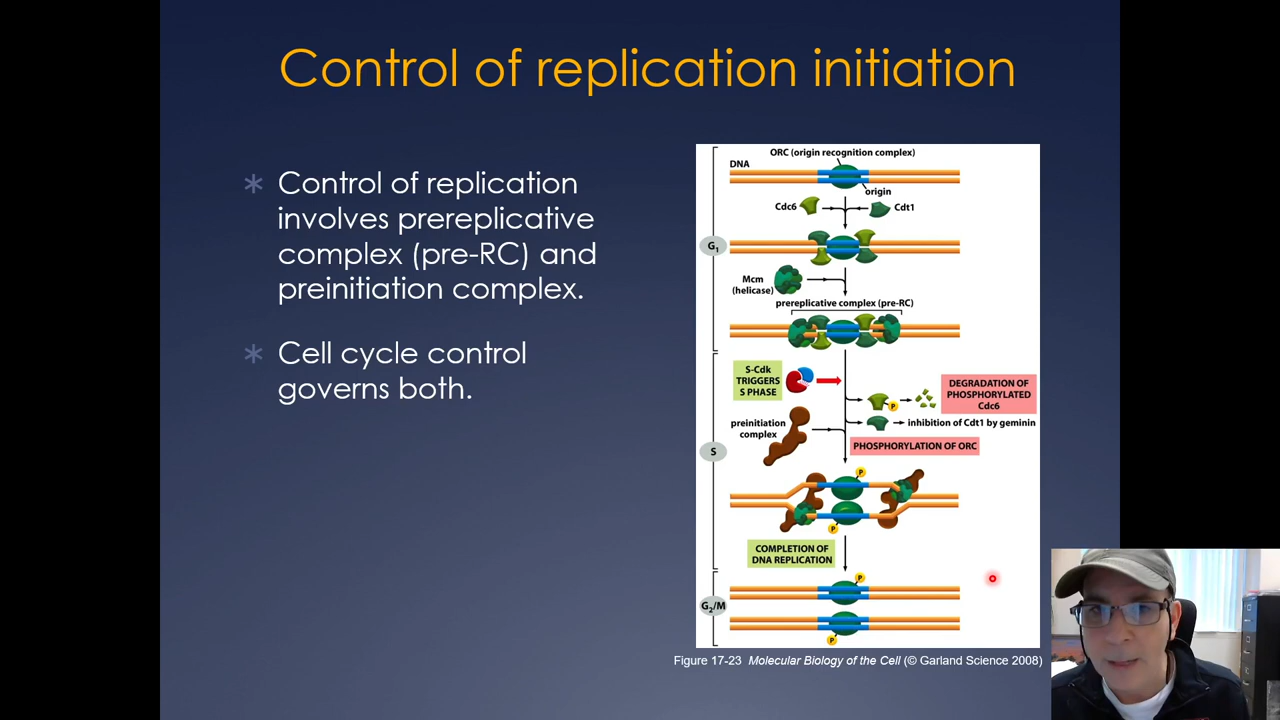 Control of replication initiation
Control of replication
involves prereplicative
complex (pre-RC) and
preinitiation complex.
Cell cycle control
governs both.
ORC (origin recognition complex)
DNA
origin
Cdc6
Cdt1
G1
Mcm
(helicase)
prereplicative complex (pre-RC)
S-Cdk
TRIGGERS
S PHASE
DEGRADATION OF
PHOSPHORYLATED
Cdc6
P
preinitiation
complex
inhibition of Cdt1 by geminin
PHOSPHORYLATION OF ORC
S
P
P
COMPLETION OF
DNA REPLICATION
P
G2/M
P
Figure 17-23 Molecular Biology of the Cell (© Garland Science 2008)